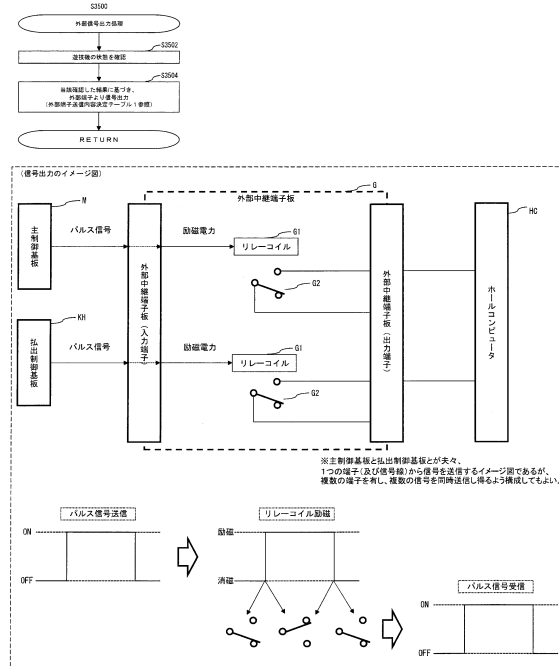 S3500
外部信号出力処理
S3502
遊技機の状態を確認
S3504
当該確認した結果に基づき、
外部端子より信号出力
(外部端子送信内容決定テーブル1参照)
RETURN
(信号出力のイメージ図)
G
外部中継端子板
M
主制御基板
パルス信号
外部中継端子板(入力端子)
励磁電力
G1
リレーコイル
G2
外部中継端子板(出力端子)
HC
ホールコンピュータ
KH
払出制御基板
パルス信号
励磁電力
G1
リレーコイル
G2
※主制御基板と払出制御基板とが夫々、
1つの端子(及び信号線)から信号を送信するイメージ図であるが、
複数の端子を有し、複数の信号を同時送信し得るよう構成してもよい。
パルス信号送信
ON
OFF
リレーコイル励磁
励磁
消磁
パルス信号受信
ON
OFF